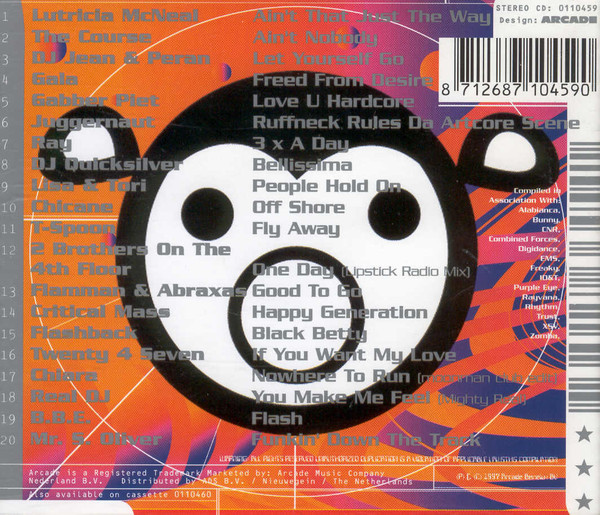 STEREO CD: 0110459
Design: ARCADE
8 712687 104590
1 Lutricia McNeal Ain't That Just The Way
2 The Course Ain't Nobody
3 DJ Jean & Peran Let Yourself Go
4 Gala Freed From Desire
5 Gabber Piet Love U Hardcore
6 Juggernaut Ruffneck Rules Da Artcore Scene
7 Ray 3 x A Day
8 DJ Quicksilver Bellissima
9 Lisa & Tori People Hold On
10 Chicane Off Shore
11 T-Spoon Fly Away
12 2 Brothers On The
4th Floor One Day (Lipstick Radio Mix)
13 Flamman & Abraxas Good To Go
14 Critical Mass Happy Generation
15 Flashback Black Betty
16 Twenty 4 Seven If You Want My Love
17 Nowhere To Run
18 Real DJ You Make Me Feel (Mighty Real)
19 B.B.E. Flash
20 Mr. S. Oliver Funkin' Down The Track
Compiled in
Association With:
Alabianca,
Bunny,
CNR,
Combined Forces,
Digidance,
EMS,
Freaky,
ID&T,
Purple Eye,
Rayvana,
Rhythm,
Trust,
XSV,
Zomba.
Arcade is a Registered Trademark Marketed by: Arcade Music Company
Nederland B.V. Distributed by ADS B.V. / Nieuwegein / The Netherlands
Also available on cassette 0110460